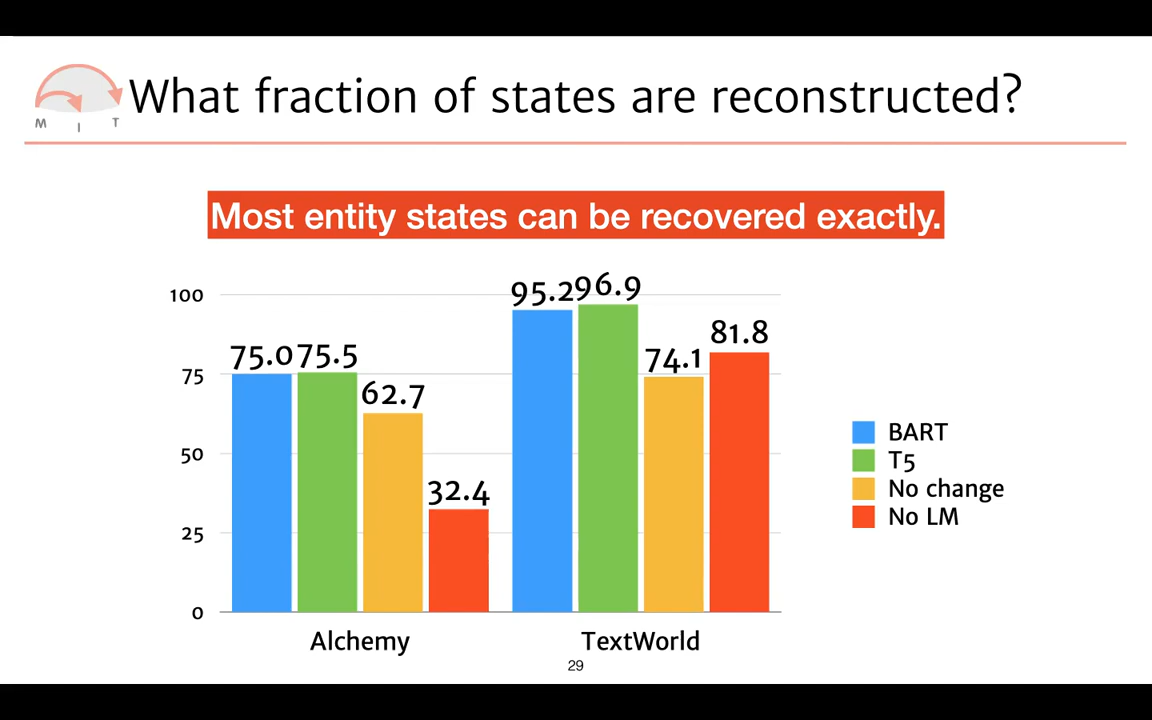 What fraction of states are reconstructed?
M I T
Most entity states can be recovered exactly.
100
75
50
25
0
75.0
75.5
62.7
32.4
95.2
96.9
74.1
81.8
Alchemy
TextWorld
BART
T5
No change
No LM
29